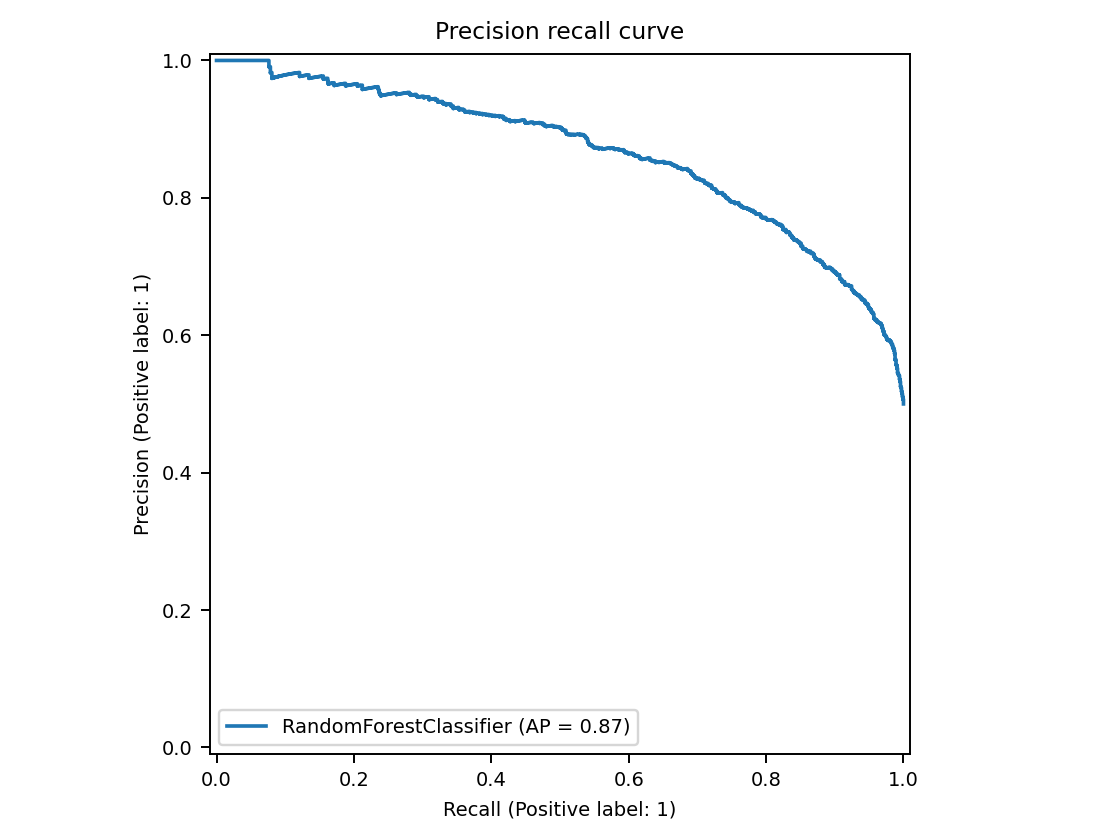 Precision recall curve
1.0
0.8
0.6
0.4
0.2
0.0
Precision (Positive label: 1)
RandomForestClassifier (AP = 0.87)
0.0 0.2 0.4 0.6 0.8 1.0
Recall (Positive label: 1)